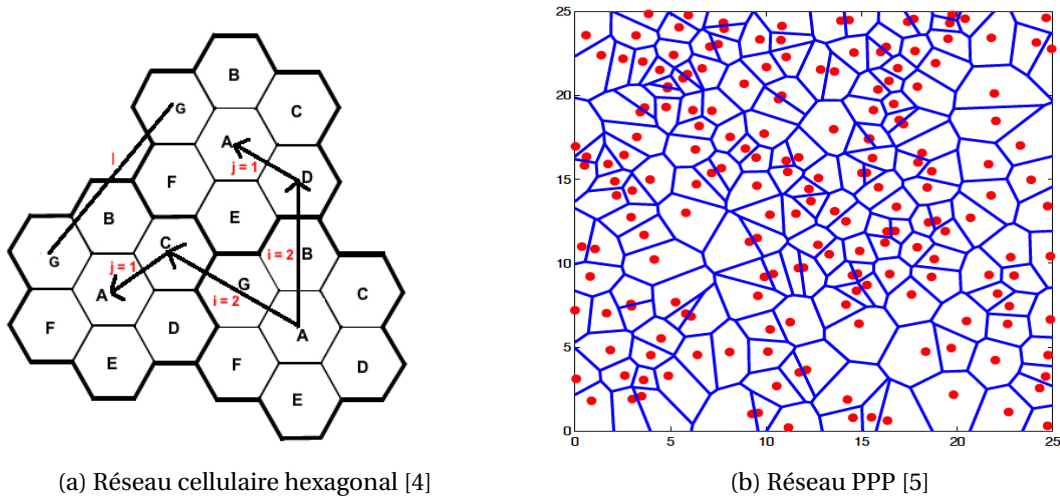 B
G
C
A
l
j = 1
D
F
B
E
C
i = 2
B
G
j = 1
G
C
A
i = 2
F
D
A
E
F
D
E
25
20
15
10
5
0
0
5
10
15
20
25
(a) Réseau cellulaire hexagonal [4]
(b) Réseau PPP [5]